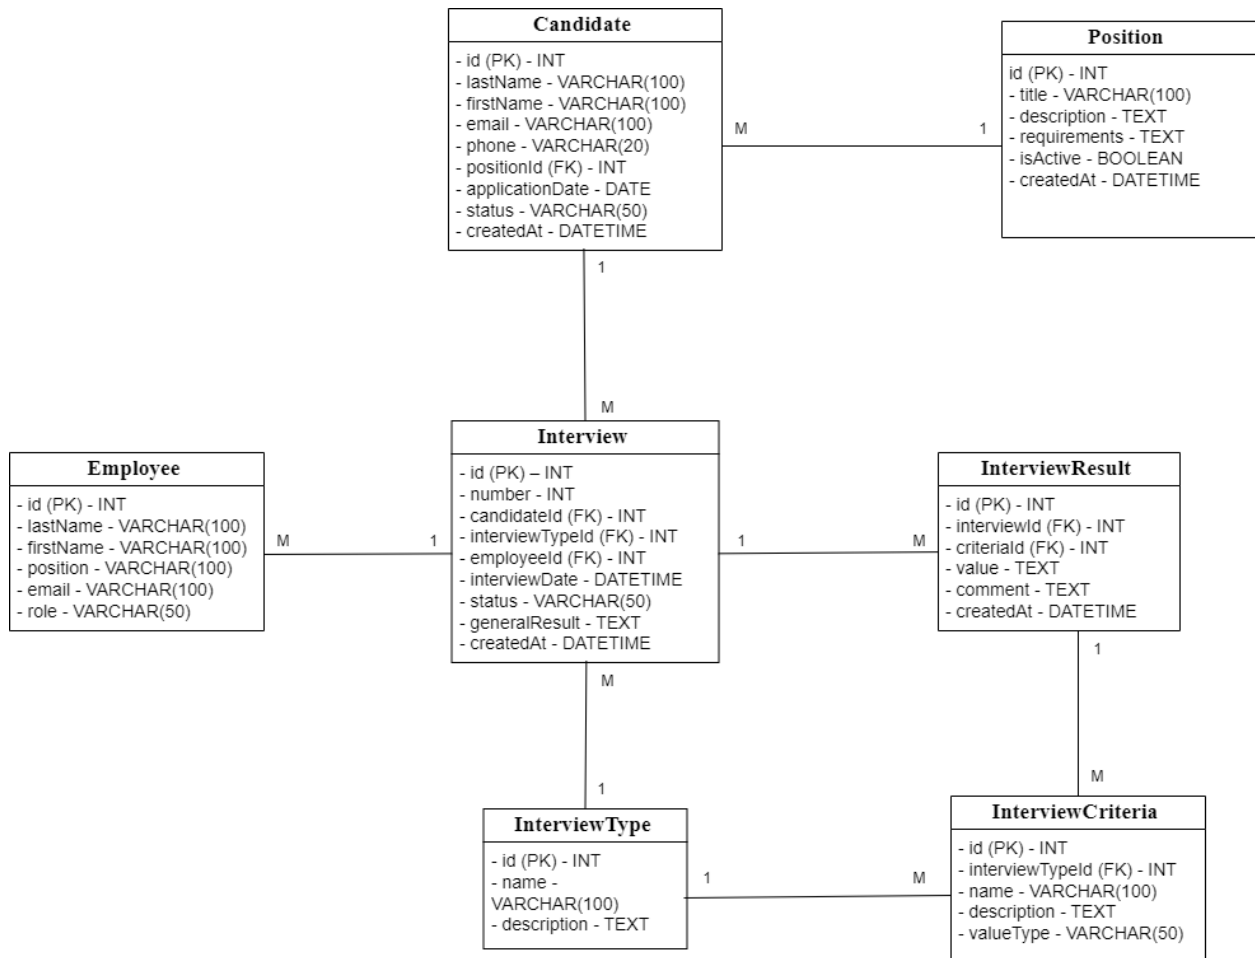 Candidate
- id (PK) - INT
- lastName - VARCHAR(100)
- firstName - VARCHAR(100)
- email - VARCHAR(100)
- phone - VARCHAR(20)
- positionId (FK) - INT
- applicationDate - DATE
- status - VARCHAR(50)
- createdAt - DATETIME
M
1
Position
id (PK) - INT
- title - VARCHAR(100)
- description - TEXT
- requirements - TEXT
- isActive - BOOLEAN
- createdAt - DATETIME
1
M
Employee
- id (PK) - INT
- lastName - VARCHAR(100)
- firstName - VARCHAR(100)
- position - VARCHAR(100)
- email - VARCHAR(100)
- role - VARCHAR(50)
M
1
Interview
- id (PK) – INT
- number - INT
- candidateId (FK) - INT
- interviewTypeId (FK) - INT
- employeeId (FK) - INT
- interviewDate - DATETIME
- status - VARCHAR(50)
- generalResult - TEXT
- createdAt - DATETIME
1
M
InterviewResult
- id (PK) - INT
- interviewId (FK) - INT
- criteriaId (FK) - INT
- value - TEXT
- comment - TEXT
- createdAt - DATETIME
M
1
1
M
InterviewType
- id (PK) - INT
- name -
VARCHAR(100)
- description - TEXT
1
M
InterviewCriteria
- id (PK) - INT
- interviewTypeId (FK) - INT
- name - VARCHAR(100)
- description - TEXT
- valueType - VARCHAR(50)